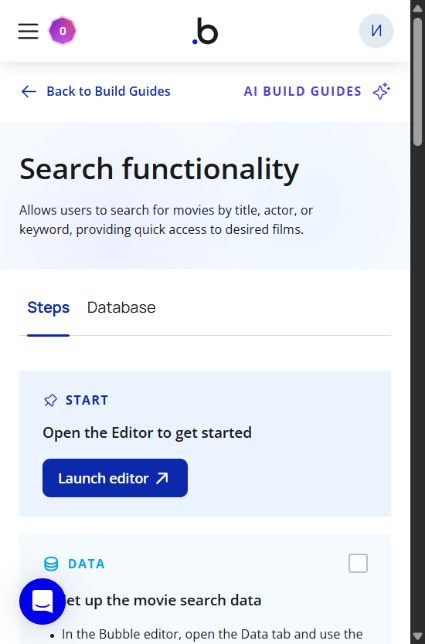 0
.b
И
Back to Build Guides
AI BUILD GUIDES
Search functionality
Allows users to search for movies by title, actor, or
keyword, providing quick access to desired films.
Steps
Database
START
Open the Editor to get started
Launch editor
DATA
et up the movie search data
In the Bubble editor, open the Data tab and use the